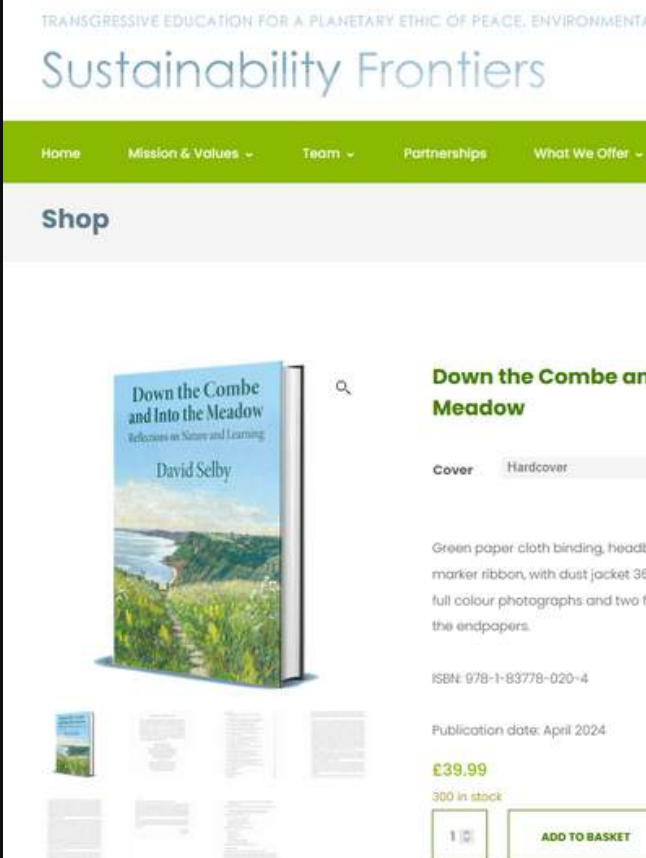 TRANSGRESSIVE EDUCATION FOR A PLANETARY ETHIC OF PEACE, ENVIRONMENTA
Sustainability Frontiers
Home Mission & Values Team Partnerships What We Offer
Shop
Down the Combe
and Into the Meadow
Reflections on Nature and Learning
David Selby
Down the Combe an
Meadow
Cover Hardcover
Green paper cloth binding, headb
marker ribbon, with dust jacket 36
full colour photographs and two f
the endpapers.
ISBN: 978-1-83778-020-4
Publication date: April 2024
£39.99
300 in stock
1
ADD TO BASKET